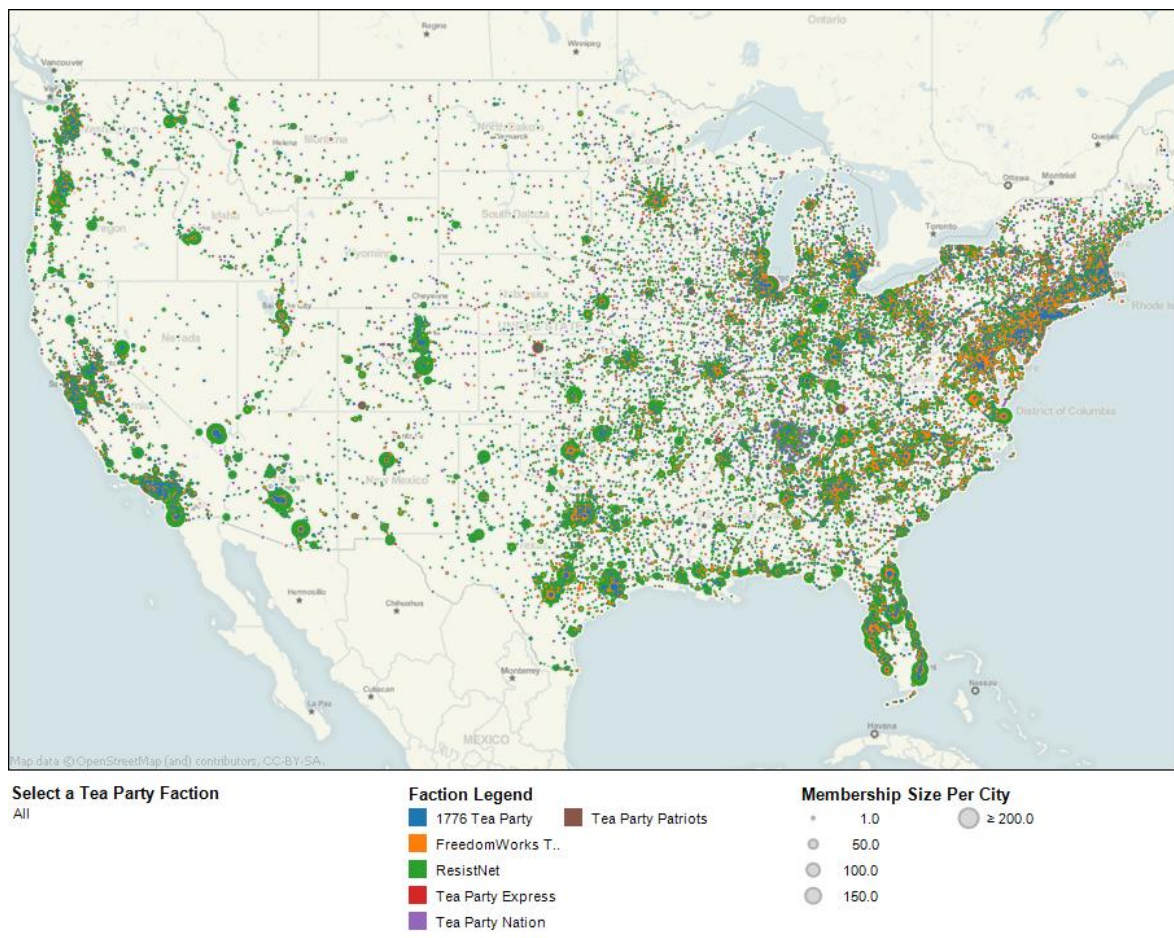 Ontario
Regina
Winnipeg
Vancouver
Washington
North Dakota
Bismarck
Montana
Helena
Quebec
Ottawa
Montréal
Toronto
South Dakota
Oregon
Idaho
Wyoming
Cheyenne
Nevada
Utah
Rhode Is
District of Columbia
New Mexico
Hermosillo
Chihuahua
Monterrey
Culiacan
La Paz
Nassau
Havana
MEXICO
Map data © OpenStreetMap (and) contributors, CC-BY-SA.
Select a Tea Party Faction
All
Faction Legend
1776 Tea Party
Tea Party Patriots
FreedomWorks T..
ResistNet
Tea Party Express
Tea Party Nation
Membership Size Per City
1.0
≥ 200.0
50.0
100.0
150.0